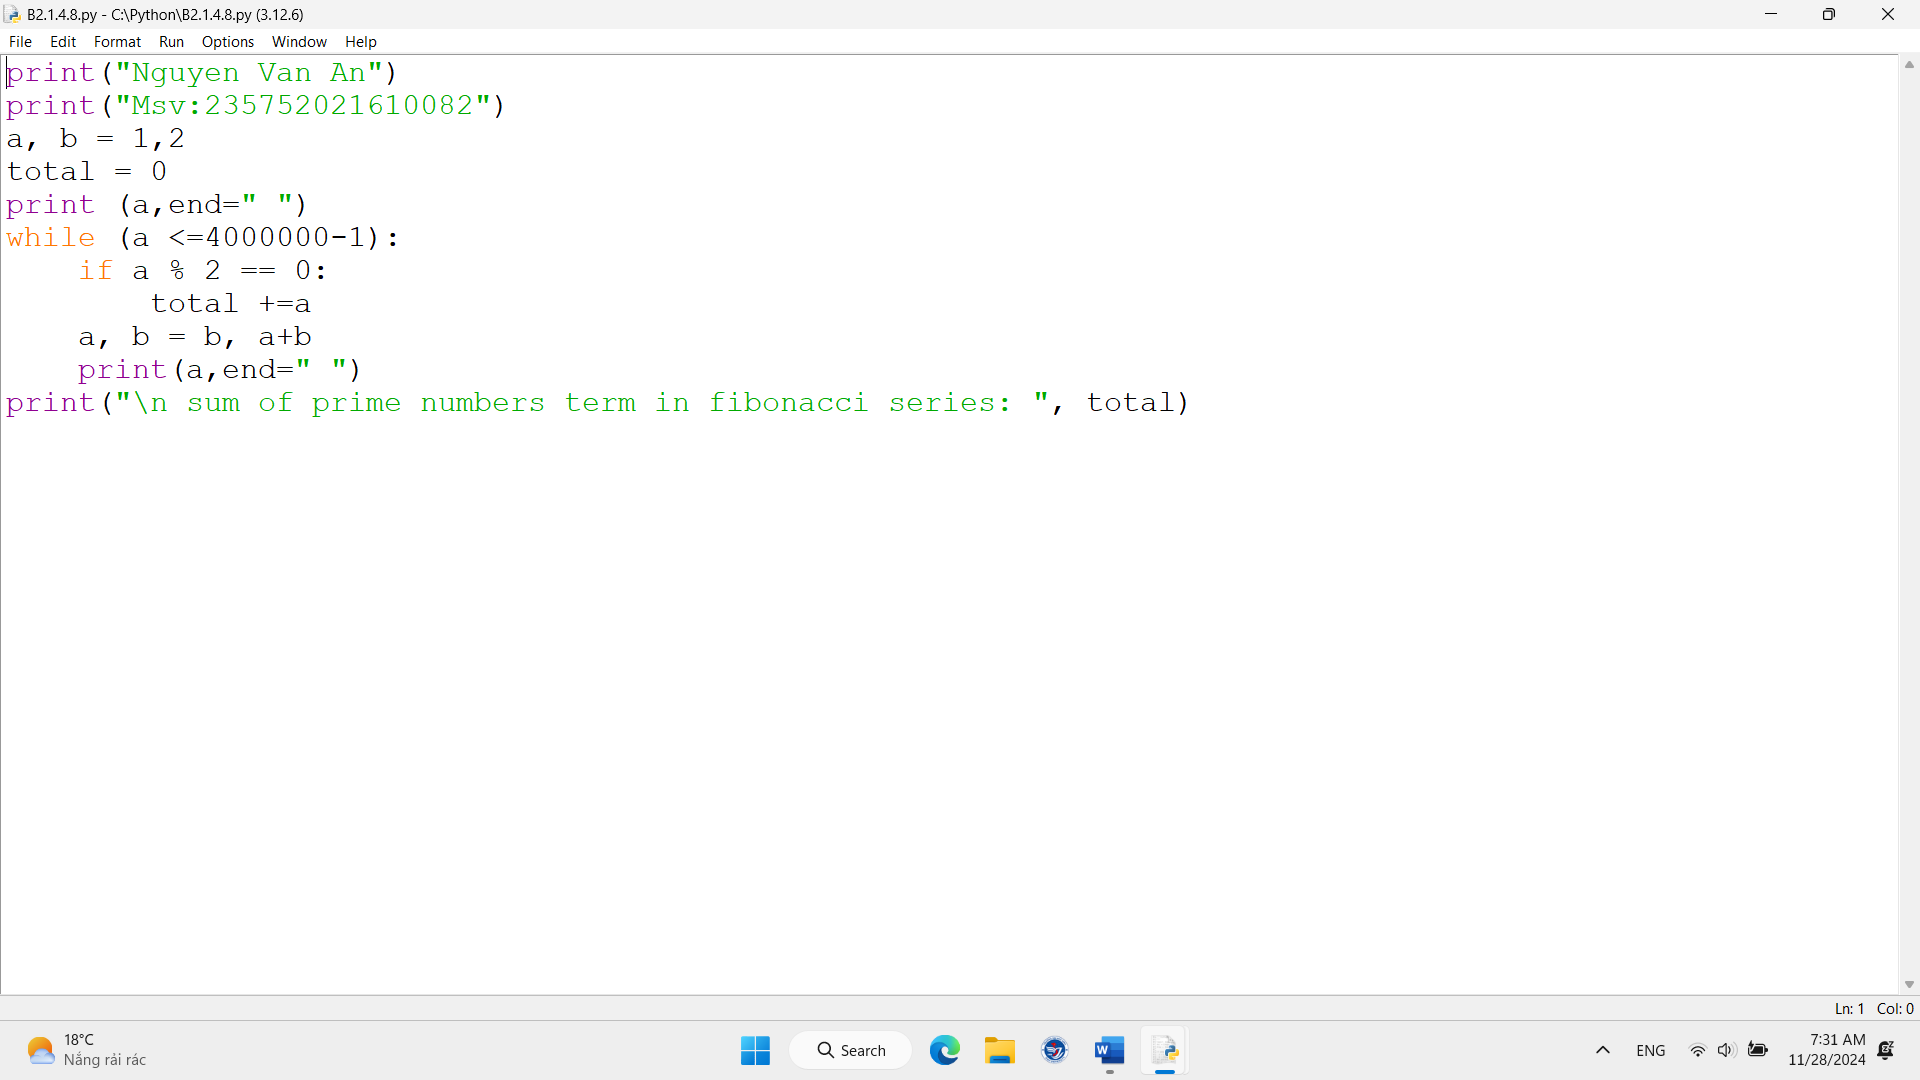 B2.1.4.8.py - C:\Python\B2.1.4.8.py (3.12.6)
File Edit Format Run Options Window Help
print("Nguyen Van An")
print("Msv:235752021610082")
a, b = 1,2
total = 0
print (a,end=" ")
while (a <=4000000-1):
    if a % 2 == 0:
        total +=a
    a, b = b, a+b
    print(a,end=" ")
print("\n sum of prime numbers term in fibonacci series: ", total)
Ln: 1 Col: 0
18°C
Nắng rải rác
Search
W
ENG
7:31 AM
11/28/2024